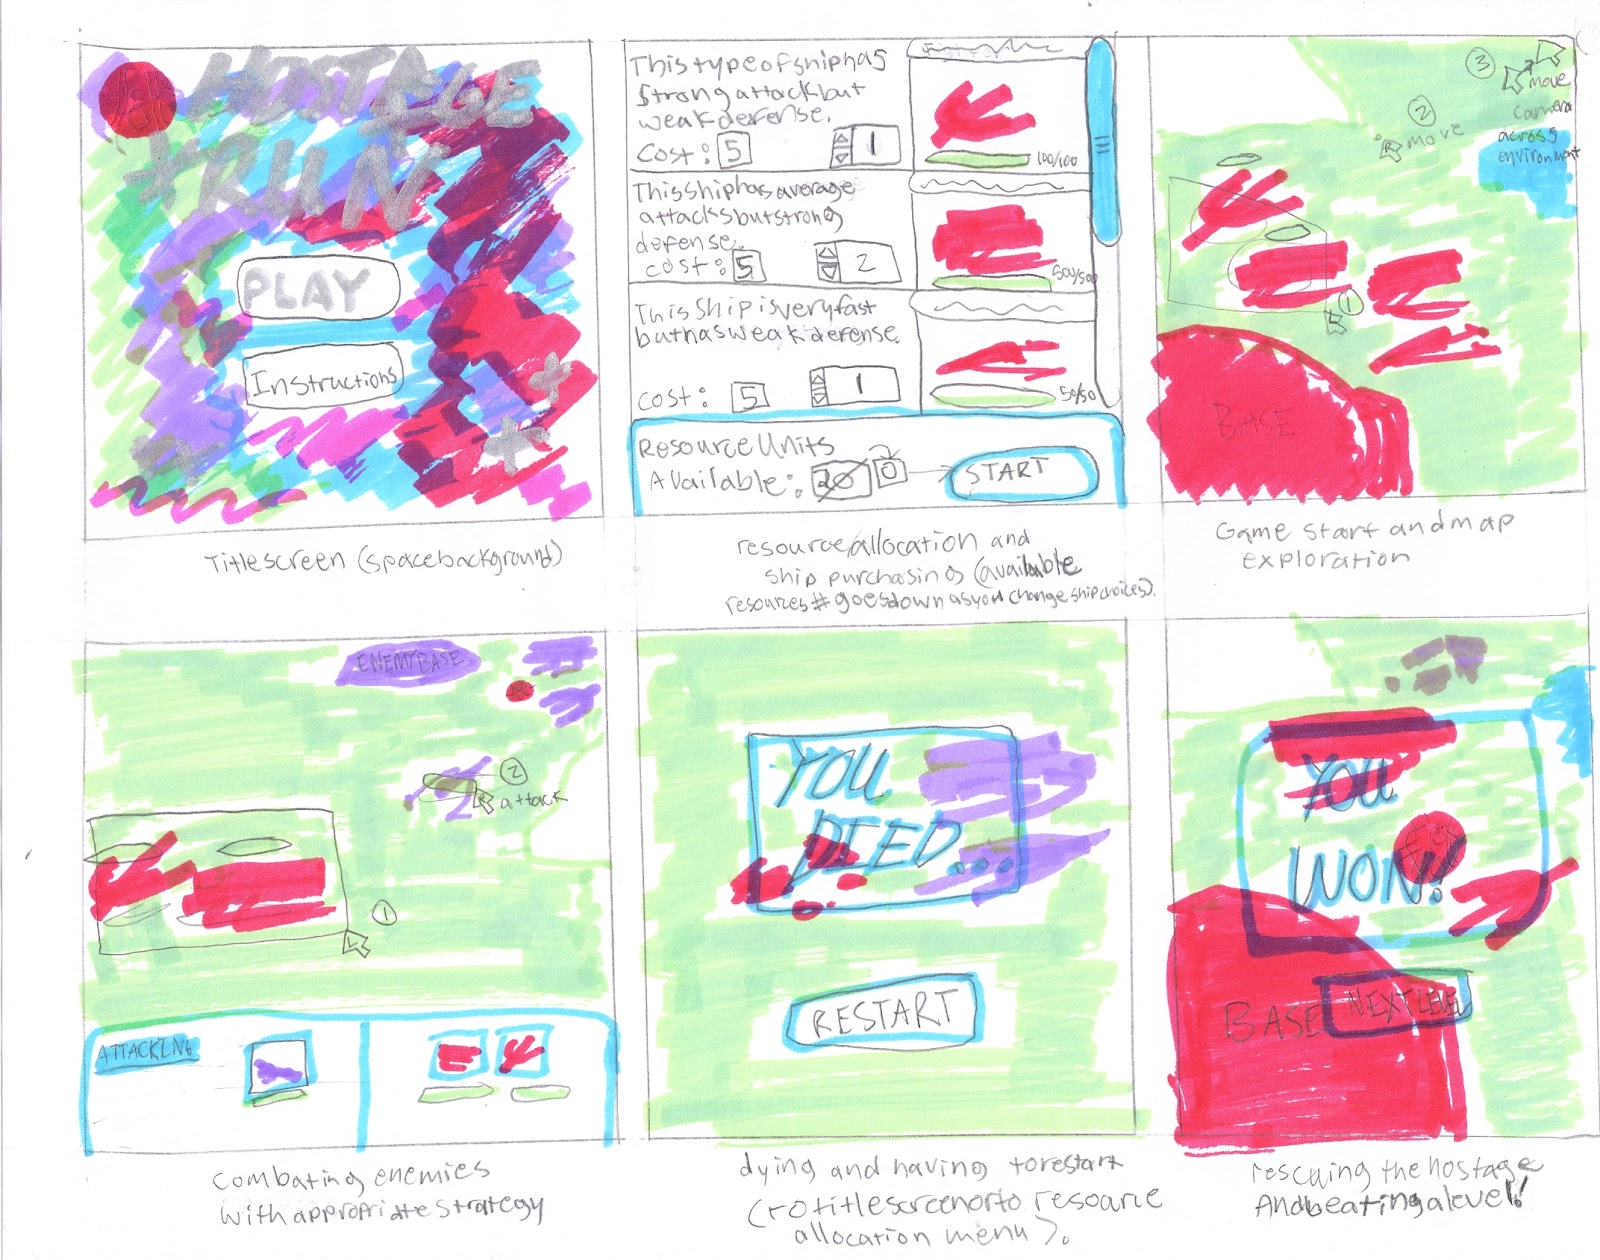 HOSTAGE
RUN
PLAY
Instructions
Titlescreen (space background)
This type of ship has
strong attack but
weak defense.
Cost: 5
1
100/100
This ship has average
attacks but strong
defense.
cost: 5
2
500/500
This ship is very fast
but has weak defense.
cost: 5
1
50/50
Resource Units
Available: 20 0
START
resource allocation and
ship purchasing (available
resources # goes down as you change ship choices).
3
move
camera
across
environment
2
R move
1
L
BASE
Game start and map
exploration
ENEMY BASE
2
R attack
1
L
ATTACKING
combating enemies
with appropriate strategy
YOU
DIED...
RESTART
dying and having to restart
(to titlescreen or to resource
allocation menu).
YOU
WON!
BASE
NEXT LEVEL
rescuing the hostage
And beating a level!